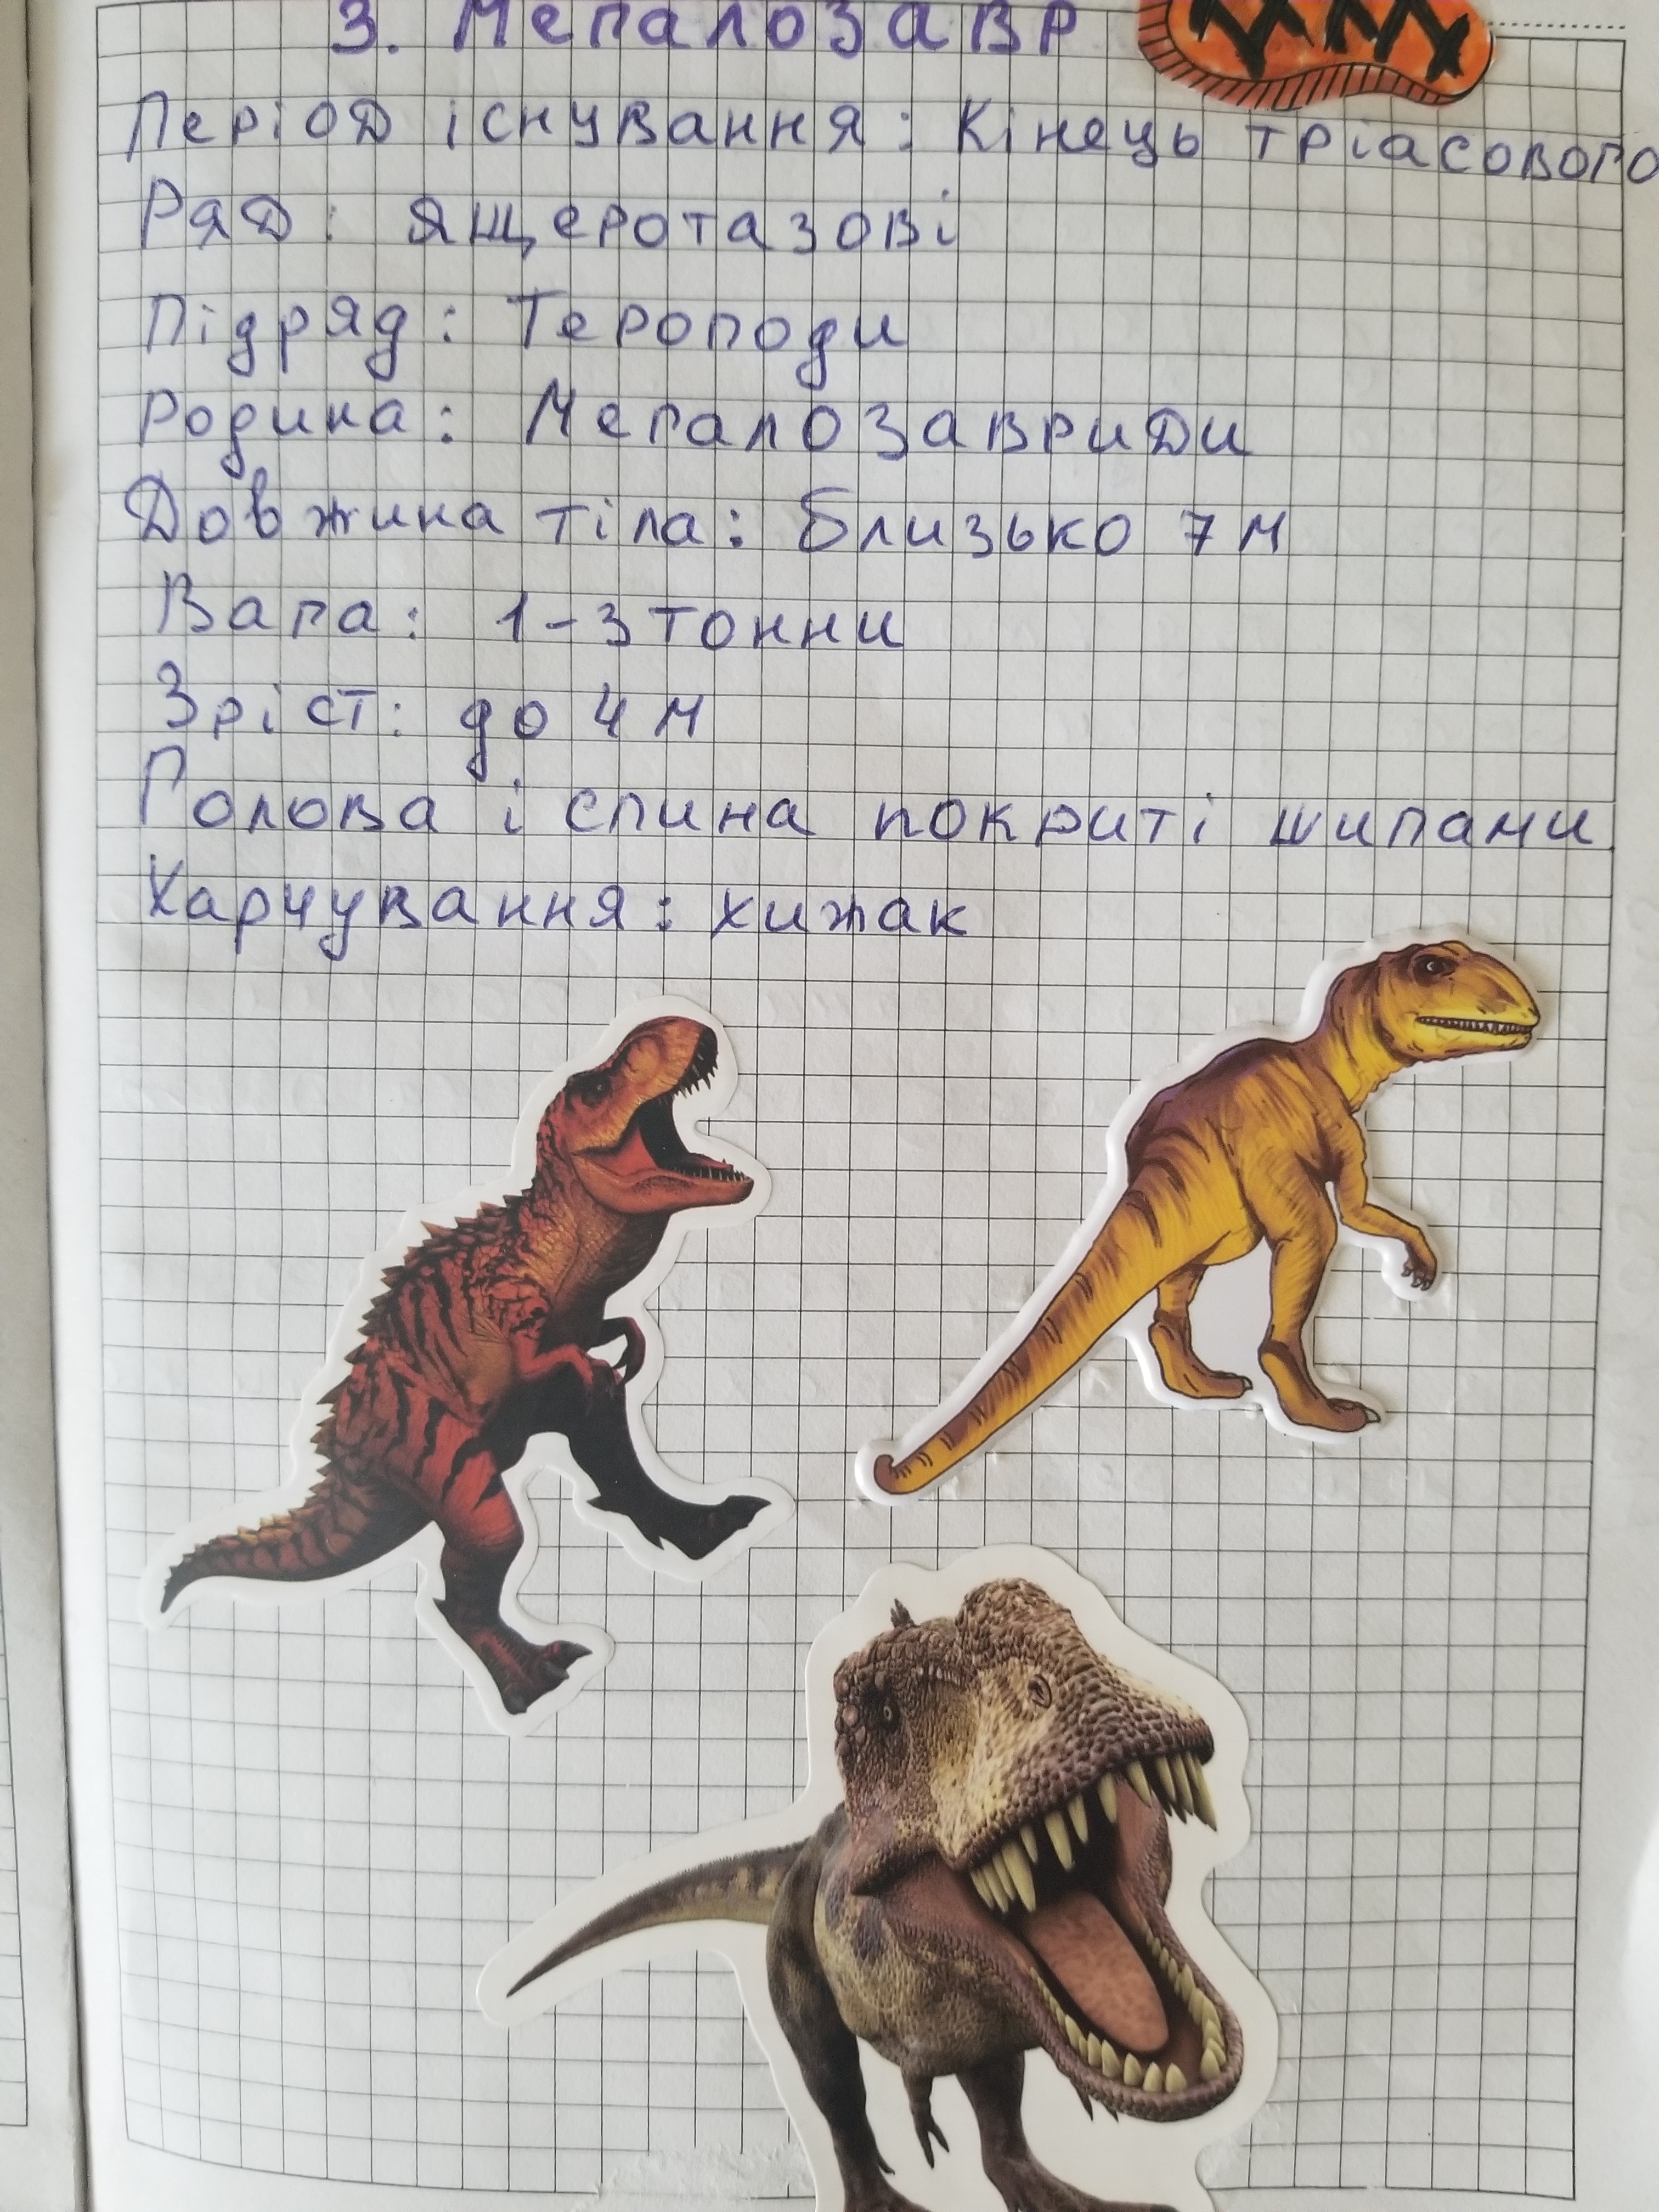 3. Мегалозавр
Період існування: Кінець тріасового
Ряд: Ящеротазові
Підряд: Тероподи
Родина: Мегалозавриди
Довжина тіла: близько 7 м
Вага: 1-3 тонни
Зріст: до 4 м
Голова і спина покриті шипами.
Харчування: хижак